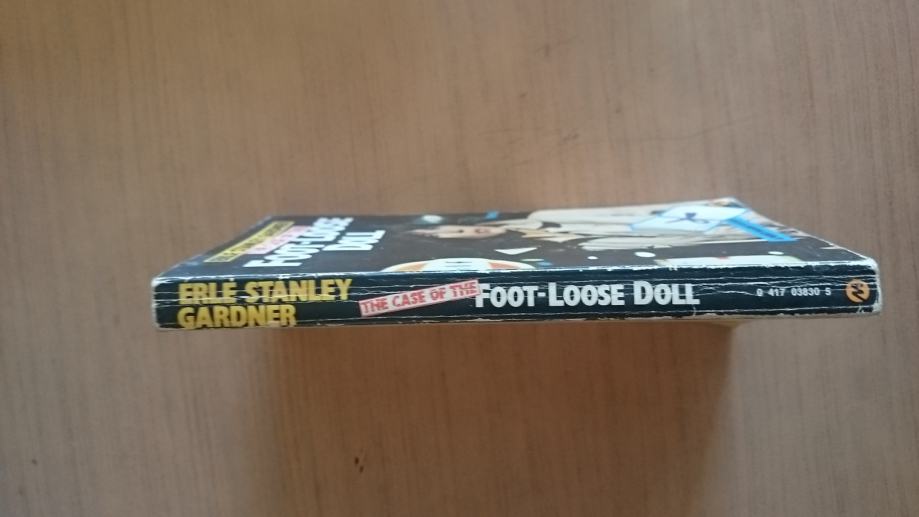 FOOT-LOOSE
DOLL
ERLE STANLEY
GARDNER
THE CASE OF THE
FOOT-LOOSE DOLL
0 417 03830 5